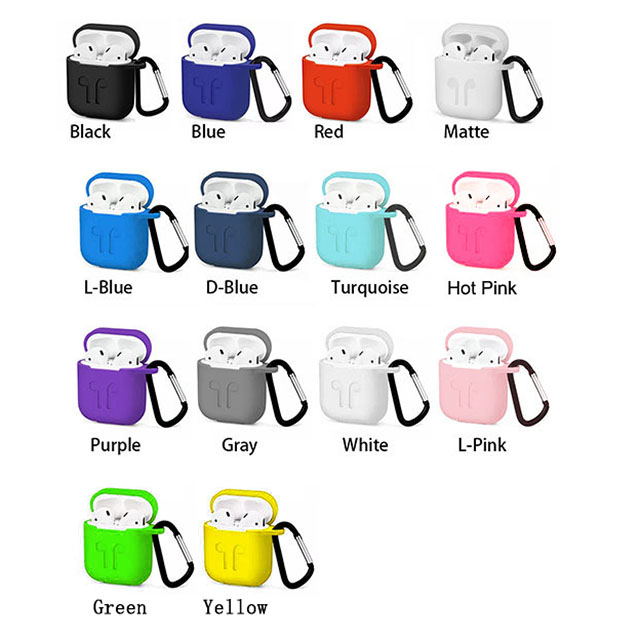 Black Blue Red Matte
L-Blue D-Blue Turquoise Hot Pink
Purple Gray White L-Pink
Green Yellow